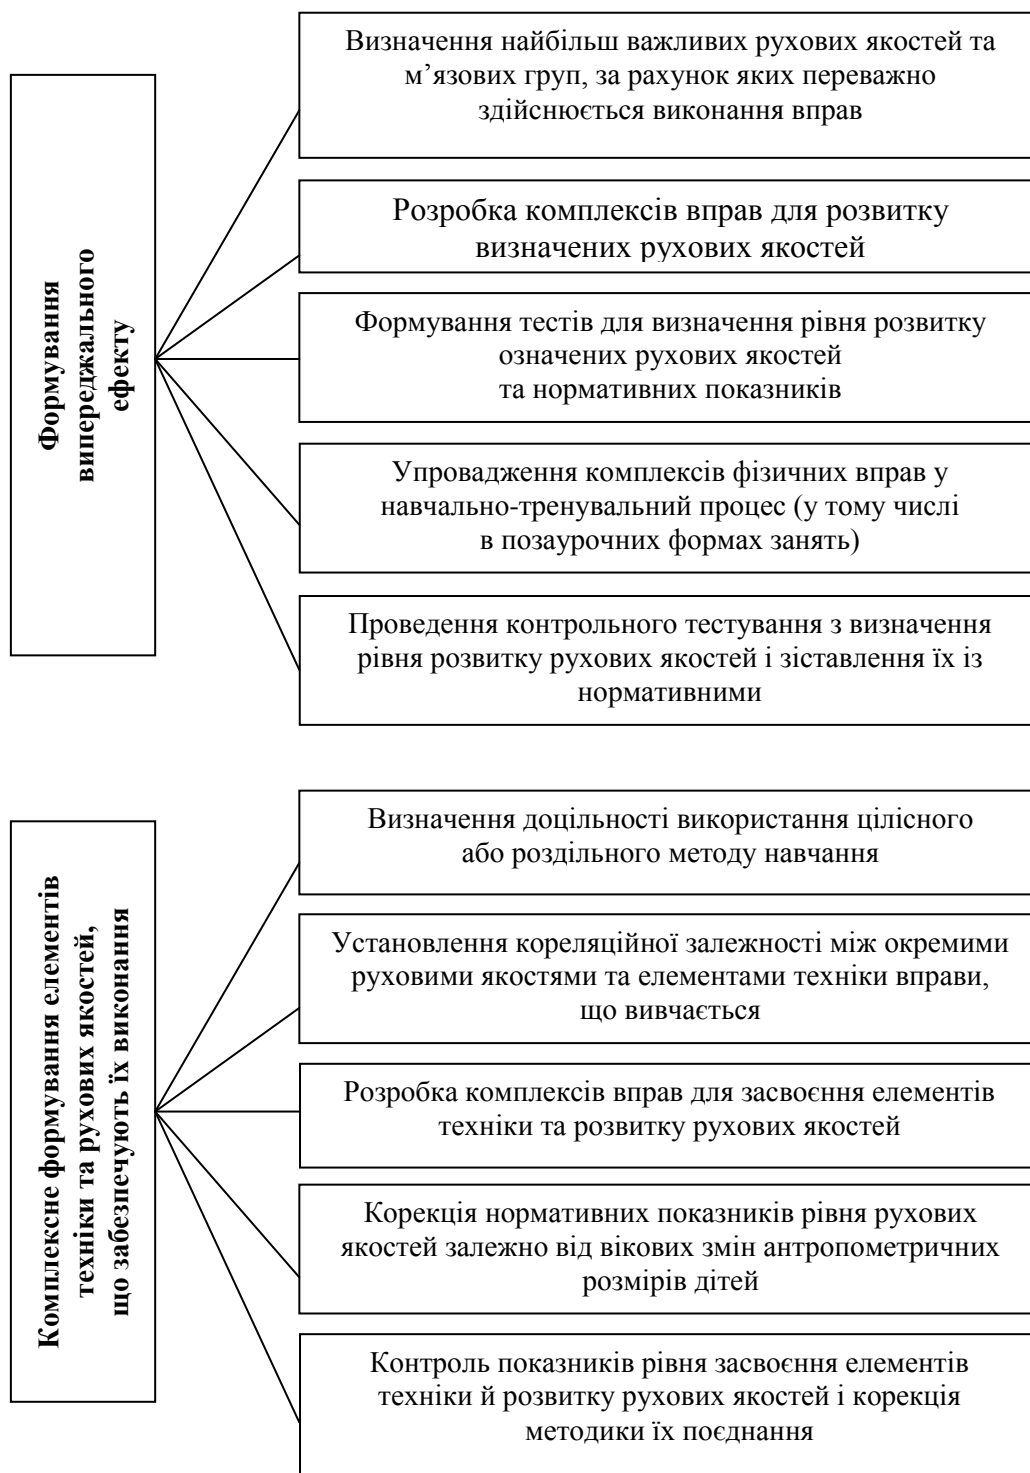 Формування
випереджального
ефекту
Визначення найбільш важливих рухових якостей та
м’язових груп, за рахунок яких переважно
здійснюється виконання вправ
Розробка комплексів вправ для розвитку
визначених рухових якостей
Формування тестів для визначення рівня розвитку
означених рухових якостей
та нормативних показників
Упровадження комплексів фізичних вправ у
навчально-тренувальний процес (у тому числі
в позаурочних формах занять)
Проведення контрольного тестування з визначення
рівня розвитку рухових якостей і зіставлення їх із
нормативними
Комплексне формування елементів
техніки та рухових якостей,
що забезпечують їх виконання
Визначення доцільності використання цілісного
або роздільного методу навчання
Установлення кореляційної залежності між окремими
руховими якостями та елементами техніки вправи,
що вивчається
Розробка комплексів вправ для засвоєння елементів
техніки та розвитку рухових якостей
Корекція нормативних показників рівня рухових
якостей залежно від вікових змін антропометричних
розмірів дітей
Контроль показників рівня засвоєння елементів
техніки й розвитку рухових якостей і корекція
методики їх поєднання